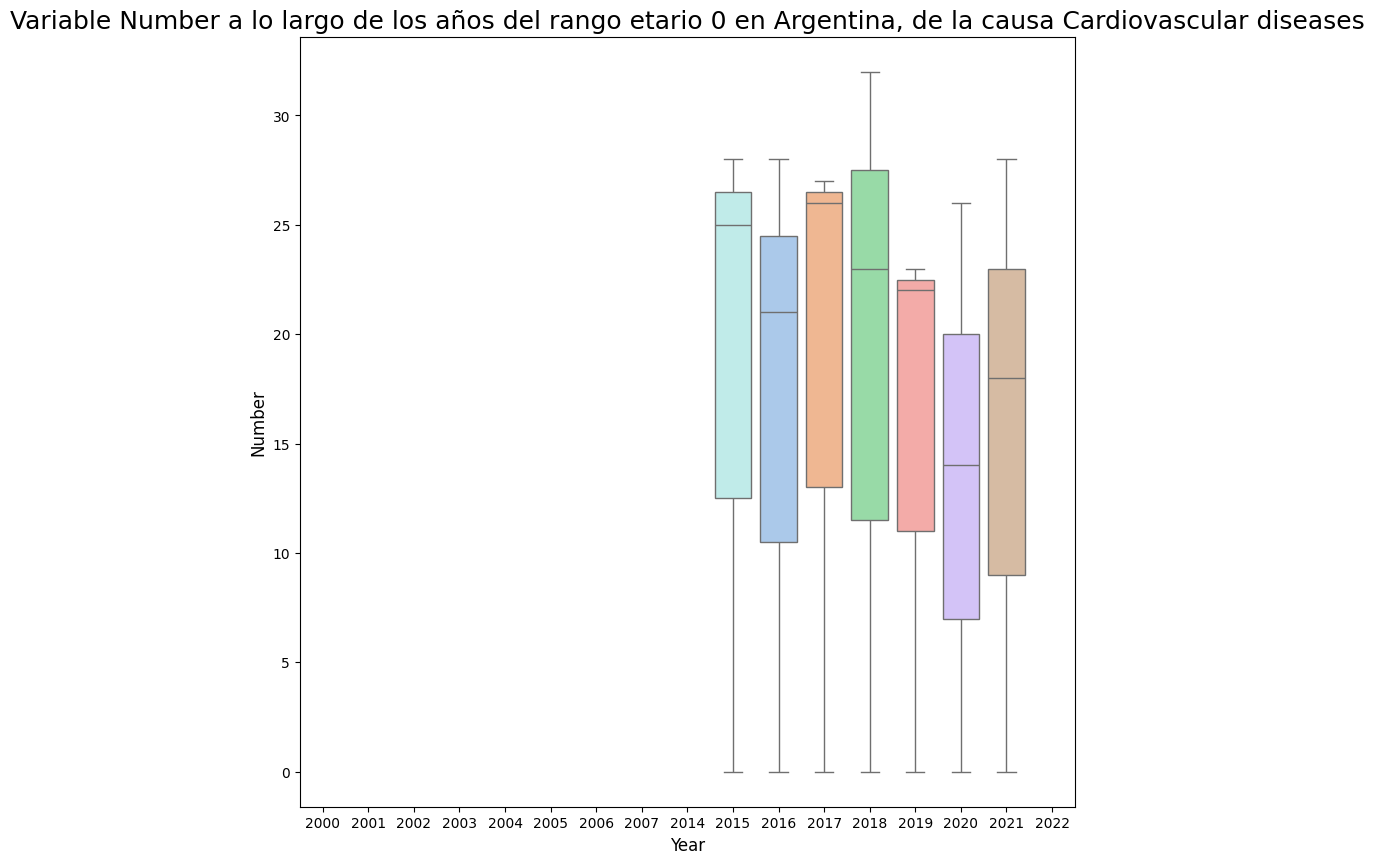 Variable Number a lo largo de los años del rango etario 0 en Argentina, de la causa Cardiovascular diseases
30
25
20
15
10
5
0
Number
2000 2001 2002 2003 2004 2005 2006 2007 2014 2015 2016 2017 2018 2019 2020 2021 2022
Year